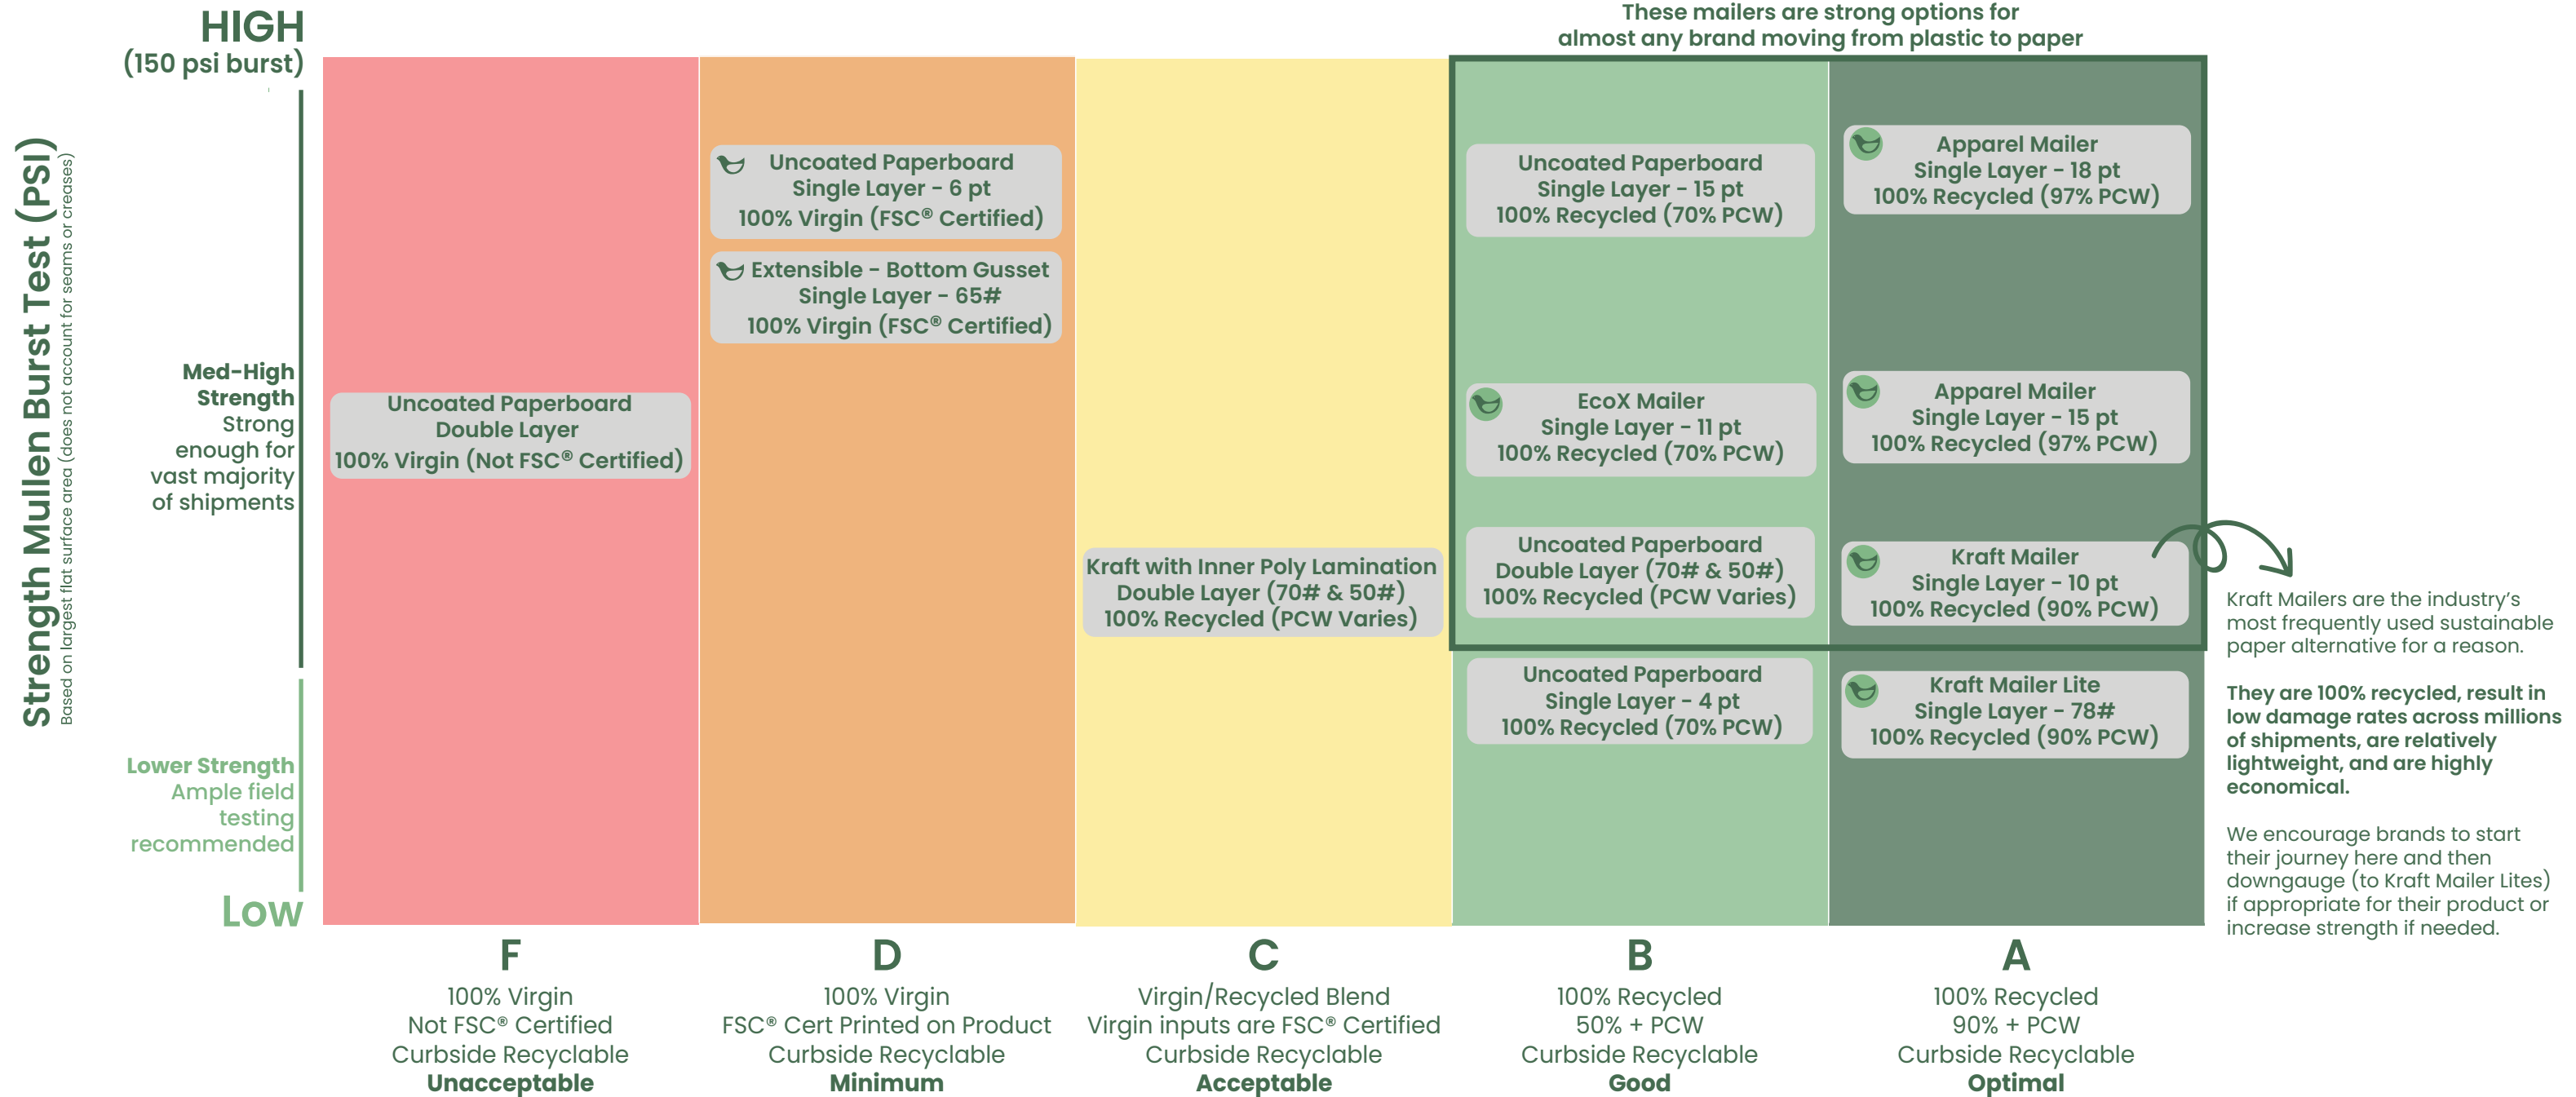 HIGH
(150 psi burst)
These mailers are strong options for
almost any brand moving from plastic to paper
Strength Mullen Burst Test (PSI)
Based on largest flat surface area (does not account for seams or creases)
Med-High
Strength
Strong
enough for
vast majority
of shipments
Lower Strength
Ample field
testing
recommended
Low
Uncoated Paperboard
Double Layer
100% Virgin (Not FSC® Certified)
Uncoated Paperboard
Single Layer - 6 pt
100% Virgin (FSC® Certified)
Extensible - Bottom Gusset
Single Layer - 65#
100% Virgin (FSC® Certified)
Kraft with Inner Poly Lamination
Double Layer (70# & 50#)
100% Recycled (PCW Varies)
Uncoated Paperboard
Single Layer - 15 pt
100% Recycled (70% PCW)
EcoX Mailer
Single Layer - 11 pt
100% Recycled (70% PCW)
Uncoated Paperboard
Double Layer (70# & 50#)
100% Recycled (PCW Varies)
Uncoated Paperboard
Single Layer - 4 pt
100% Recycled (70% PCW)
Apparel Mailer
Single Layer - 18 pt
100% Recycled (97% PCW)
Apparel Mailer
Single Layer - 15 pt
100% Recycled (97% PCW)
Kraft Mailer
Single Layer - 10 pt
100% Recycled (90% PCW)
Kraft Mailer Lite
Single Layer - 78#
100% Recycled (90% PCW)
Kraft Mailers are the industry's
most frequently used sustainable
paper alternative for a reason.
They are 100% recycled, result in
low damage rates across millions
of shipments, are relatively
lightweight, and are highly
economical.
We encourage brands to start
their journey here and then
downgauge (to Kraft Mailer Lites)
if appropriate for their product or
increase strength if needed.
F
100% Virgin
Not FSC® Certified
Curbside Recyclable
Unacceptable
D
100% Virgin
FSC® Cert Printed on Product
Curbside Recyclable
Minimum
C
Virgin/Recycled Blend
Virgin inputs are FSC® Certified
Curbside Recyclable
Acceptable
B
100% Recycled
50% + PCW
Curbside Recyclable
Good
A
100% Recycled
90% + PCW
Curbside Recyclable
Optimal